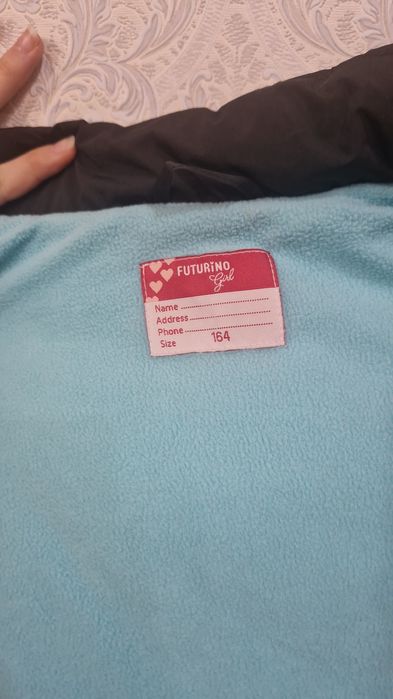 FUTURINO
Girl
Name ..........................
Address ........................
Phone ..........................
Size 164